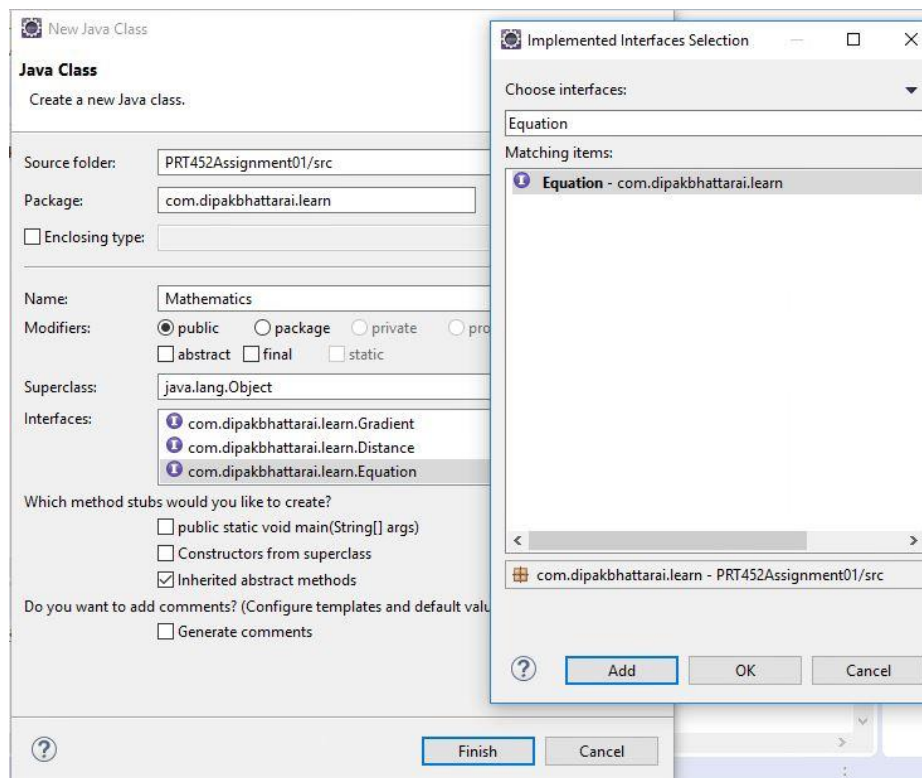 New Java Class
Java Class
Create a new Java class.
Source folder: PRT452Assignment01/src
Package: com.dipakbhattarai.learn
Enclosing type:
Name: Mathematics
Modifiers: public package private pro
abstract final static
Superclass: java.lang.Object
Interfaces: com.dipakbhattarai.learn.Gradient
com.dipakbhattarai.learn.Distance
com.dipakbhattarai.learn.Equation
Which method stubs would you like to create?
public static void main(String[] args)
Constructors from superclass
Inherited abstract methods
Do you want to add comments? (Configure templates and default valu
Generate comments
Finish Cancel
Implemented Interfaces Selection
Choose interfaces:
Equation
Matching items:
Equation - com.dipakbhattarai.learn
com.dipakbhattarai.learn - PRT452Assignment01/src
Add OK Cancel